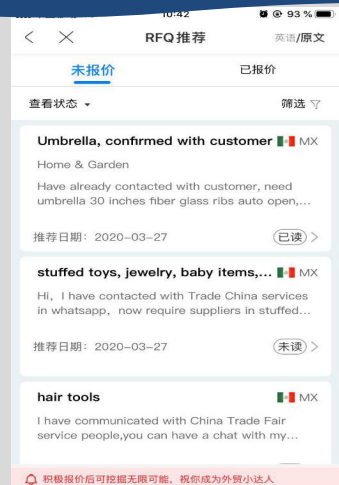 10:42
93 %
RFQ推荐
英语/原文
未报价
已报价
查看状态
筛选
Umbrella, confirmed with customer MX
Home & Garden
Have already contacted with customer, need
umbrella 30 inches fiber glass ribs auto open,...
推荐日期：2020-03-27
已读
stuffed toys, jewelry, baby items,... MX
Hi，I have contacted with Trade China services
in whatsapp，now require suppliers in stuffed...
推荐日期：2020-03-27
未读
hair tools MX
I have communicated with China Trade Fair
service people,you can have a chat with my...
积极报价后可挖掘无限可能，祝你成为外贸小达人